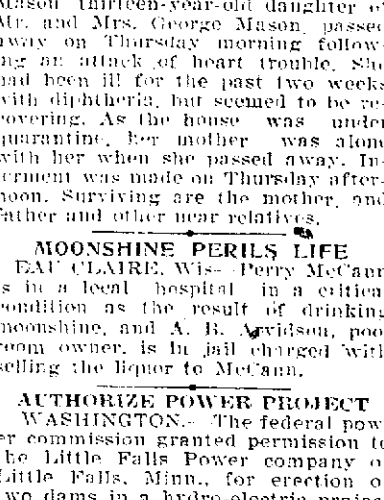 Mason thirteen-year-old daughter of
Mr. and Mrs. George Mason, passed
away on Thursday morning follow-
ng an attack of heart trouble. She
had been ill for the past two weeks
with diphtheria, but seemed to be re-
covering. As the house was under
quarantine, her mother was alone
with her when she passed away. In-
terment was made on Thursday after-
noon. Surviving are the mother, and
father and other near relatives.
MOONSHINE PERILS LIFE
EAU CLAIRE, Wis- Perry McCann
is in a local hospital in a critical
condition as the result of drinking
moonshine, and A. B. Arvidson, poo
room owner, is in jail charged with
selling the liquor to McCann.
AUTHORIZE POWER PROJECT
WASHINGTON.- The federal pow
er commission granted permission to
the Little Falls Power company of
Little Falls, Minn., for erection of
two dams in a hydro-electric projec